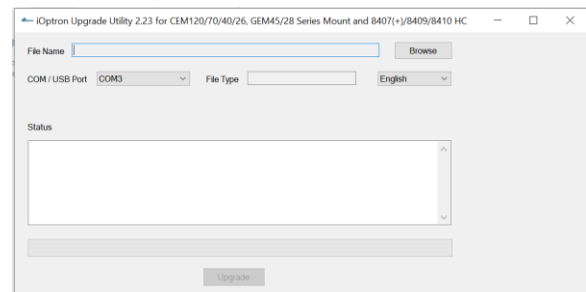 iOptron Upgrade Utility 2.23 for CEM120/70/40/26, GEM45/28 Series Mount and 8407(+)/8409/8410 HC
File Name Browse
COM / USB Port COM3 File Type English
Status
Upgrade